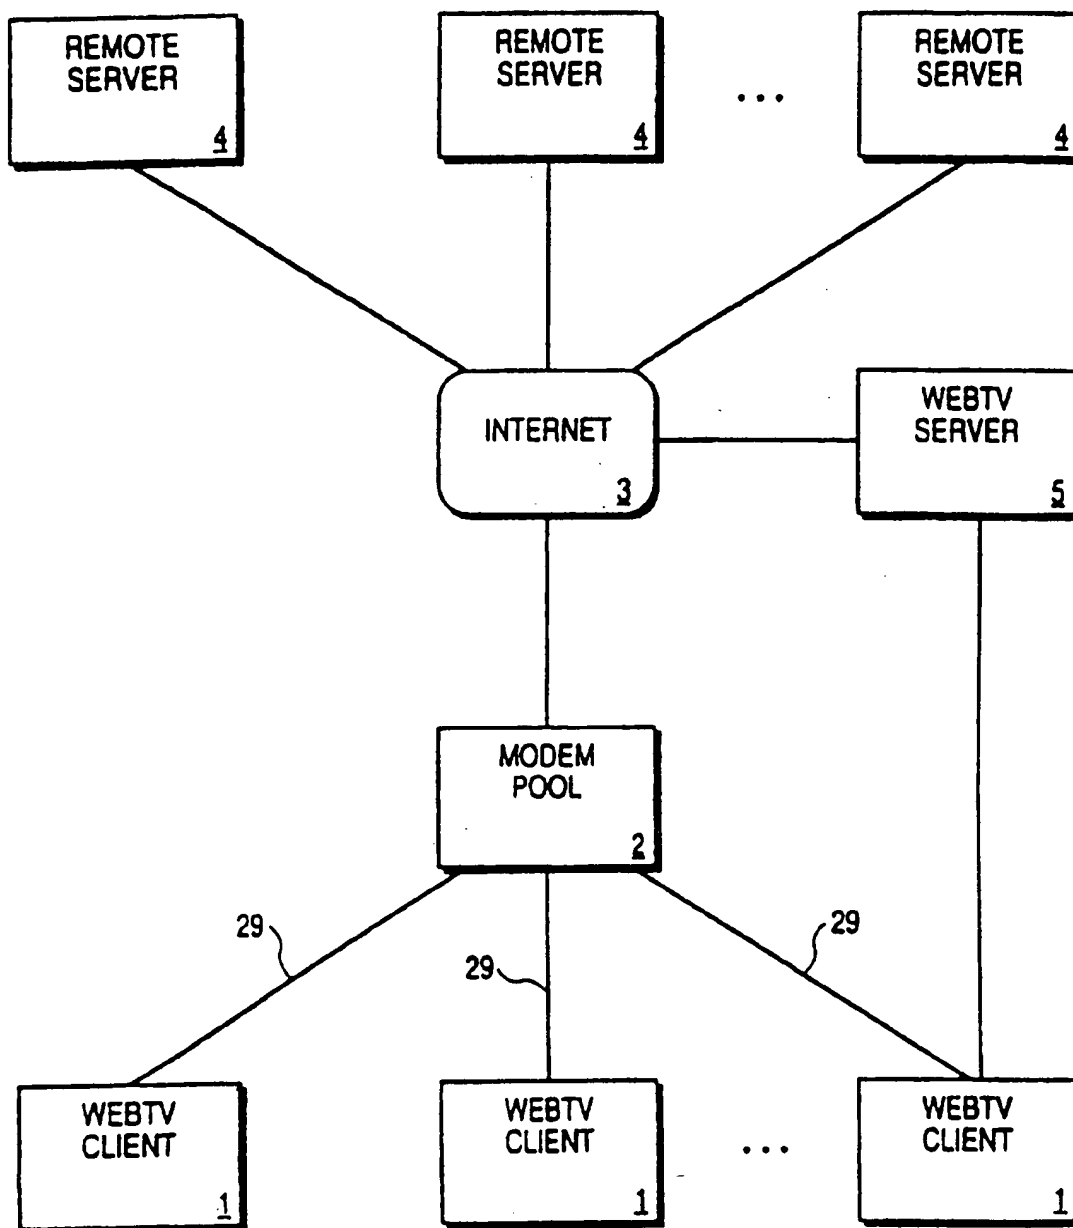 REMOTE
SERVER
4
REMOTE
SERVER
4
...
REMOTE
SERVER
4
INTERNET
3
WEBTV
SERVER
5
MODEM
POOL
2
29
29
29
WEBTV
CLIENT
1
WEBTV
CLIENT
1
...
WEBTV
CLIENT
1